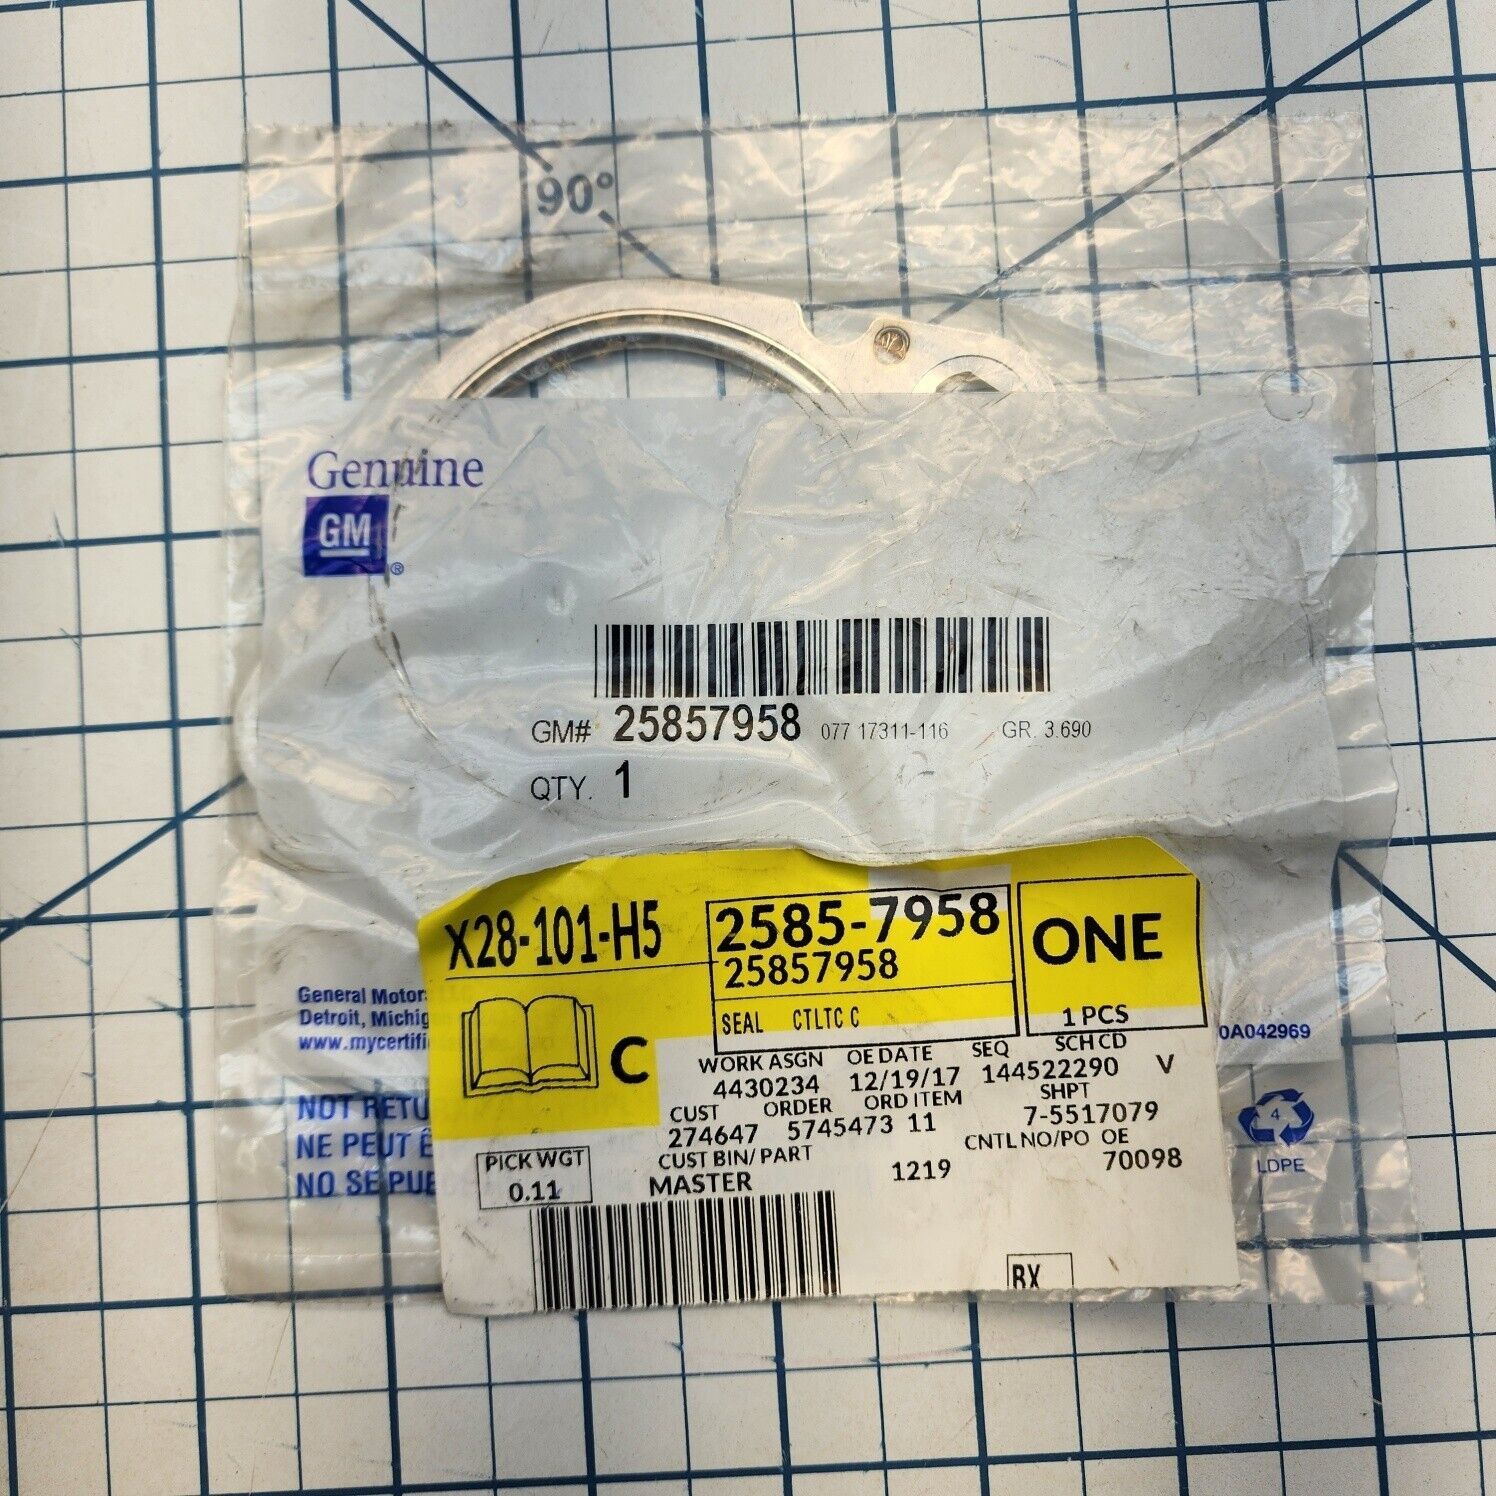 90°
Genuine
GM
®
GM# 25857958 077 17311-116 GR. 3.690
QTY. 1
X28-101-H5
2585-7958
25857958
SEAL CTLTC C
ONE
1 PCS
C
WORK ASGN OE DATE SEQ SCH CD
4430234 12/19/17 144522290 V
CUST ORDER ORD ITEM SHPT
274647 5745473 11 7-5517079
CUST BIN/PART CNTL NO/PO OE
MASTER 1219 70098
PICK WGT
0.11
BX
General Motors
Detroit, Michig
www.mycertifi
0A042969
NOT RETU
NE PEUT Ê
NO SE PUE
4
LDPE